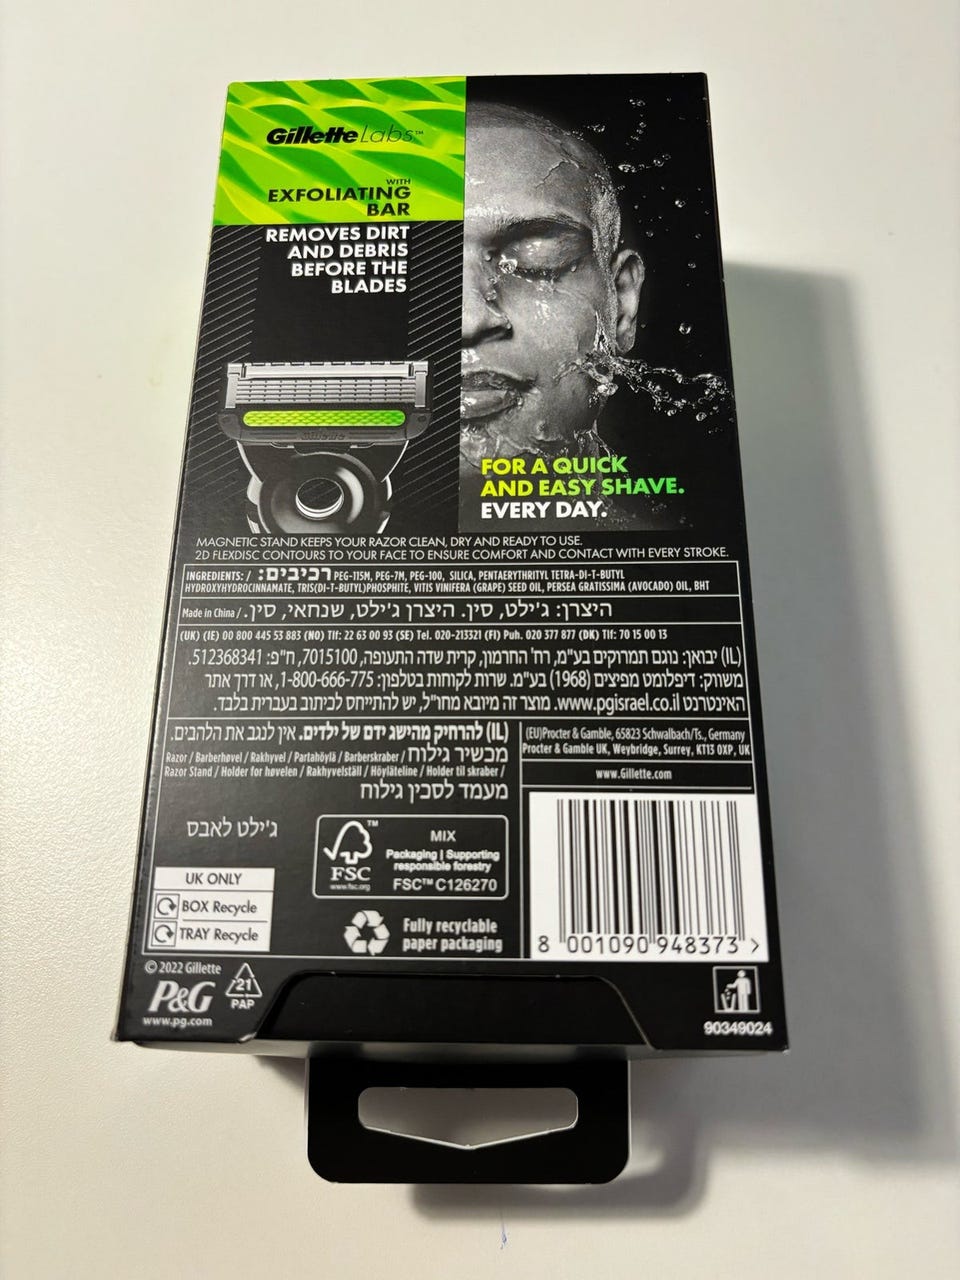 Gillette Labs™
WITH
EXFOLIATING
BAR
REMOVES DIRT
AND DEBRIS
BEFORE THE
BLADES
Gillette
FOR A QUICK
AND EASY SHAVE.
EVERY DAY.
MAGNETIC STAND KEEPS YOUR RAZOR CLEAN, DRY AND READY TO USE.
2D FLEXDISC CONTOURS TO YOUR FACE TO ENSURE COMFORT AND CONTACT WITH EVERY STROKE.
INGREDIENTS: / רכיבים: PEG-115M, PEG-7M, PEG-100, SILICA, PENTAERYTHRITYL TETRA-DI-T-BUTYL
HYDROXYHYDROCINNAMATE, TRIS(DI-T-BUTYL)PHOSPHITE, VITIS VINIFERA (GRAPE) SEED OIL, PERSEA GRATISSIMA (AVOCADO) OIL, BHT
Made in China / היצרן: ג'ילט, סין. היצרן ג'ילט, שנחאי, סין.
(UK) (IE) 00 800 445 53 883 (NO) Tlf: 22 63 00 93 (SE) Tel. 020-213321 (FI) Puh. 020 377 877 (DK) Tlf: 70 15 00 13
(IL) יבואן: נוגם תמרוקים בע"מ, רח' החרמון, קרית שדה התעופה, 7015100, ח"פ: 512368341.
משווק: דיפלומט מפיצים (1968) בע"מ. שרות לקוחות בטלפון: 1-800-666-775, או דרך אתר
האינטרנט www.pgisrael.co.il. מוצר זה מיובא מחו"ל, יש להתייחס לכיתוב בעברית בלבד.
(IL) להרחיק מהישג ידם של ילדים. אין לנגב את הלהבים.
Razor / Barberhøvel / Rakhyvel / Partahöylä / Barberskraber / מכשיר גילוח
Razor Stand / Holder for høvelen / Rakhyvelställ / Höyläteline / Holder til skraber /
מעמד לסכין גילוח
(EU)Procter & Gamble, 65823 Schwalbach/Ts., Germany
Procter & Gamble UK, Weybridge, Surrey, KT13 0XP, UK
www.Gillette.com
ג'ילט לאבס
FSC™
www.fsc.org
MIX
Packaging | Supporting
responsible forestry
FSC™ C126270
UK ONLY
BOX Recycle
TRAY Recycle
Fully recyclable
paper packaging
8 001090 948373 >
© 2022 Gillette
P&G
www.pg.com
21
PAP
90349024